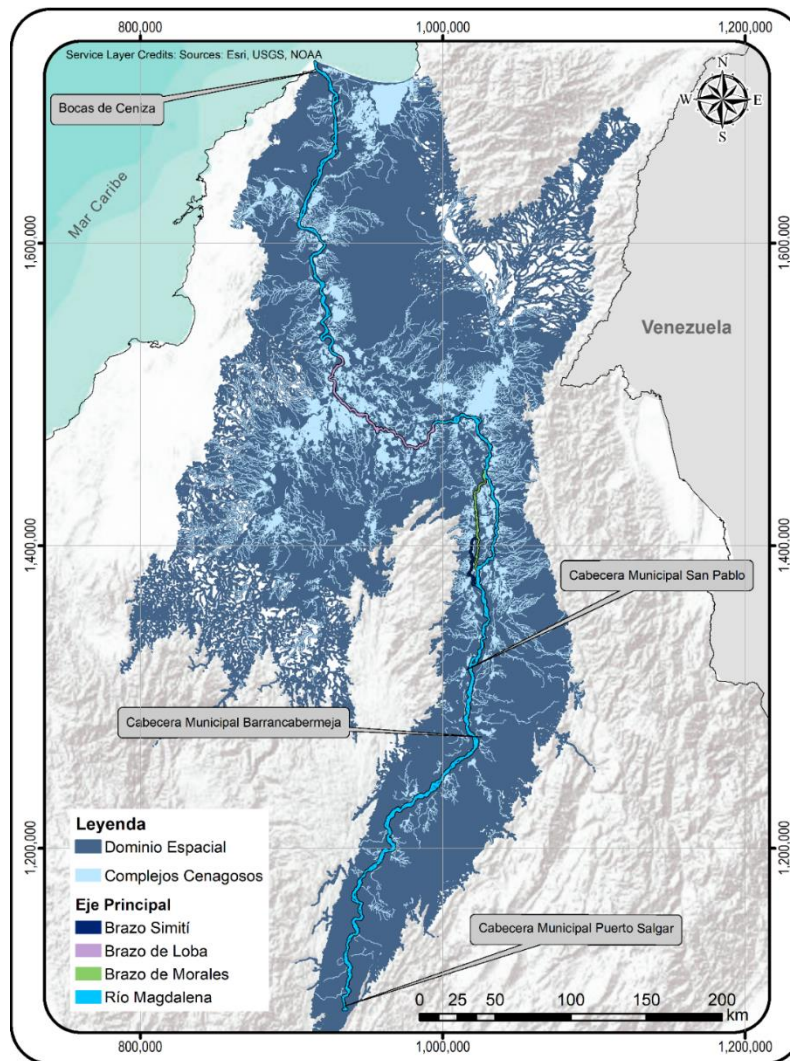 800,000
1,000,000
1,200,000
Service Layer Credits: Sources: Esri, USGS, NOAA
N
W
E
S
Bocas de Ceniza
Mar Caribe
1,600,000
1,600,000
Venezuela
1,400,000
1,400,000
Cabecera Municipal San Pablo
Cabecera Municipal Barrancabermeja
Leyenda
Dominio Espacial
Complejos Cenagosos
Eje Principal
Brazo Simití
Brazo de Loba
Brazo de Morales
Río Magdalena
1,200,000
1,200,000
Cabecera Municipal Puerto Salgar
0 25 50 100 150 200
km
800,000
1,000,000
1,200,000